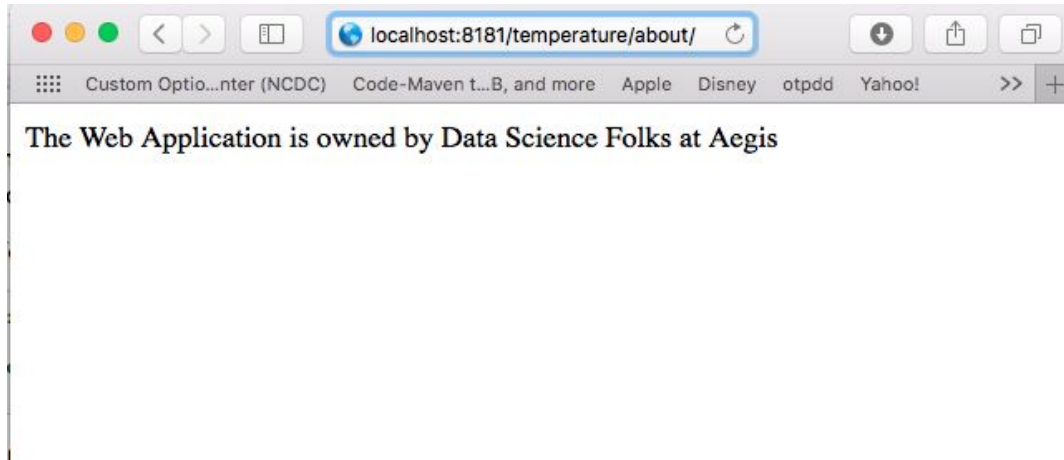 localhost:8181/temperature/about/
Custom Optio...nter (NCDC) Code-Maven t...B, and more Apple Disney otpdd Yahoo! >> +
The Web Application is owned by Data Science Folks at Aegis